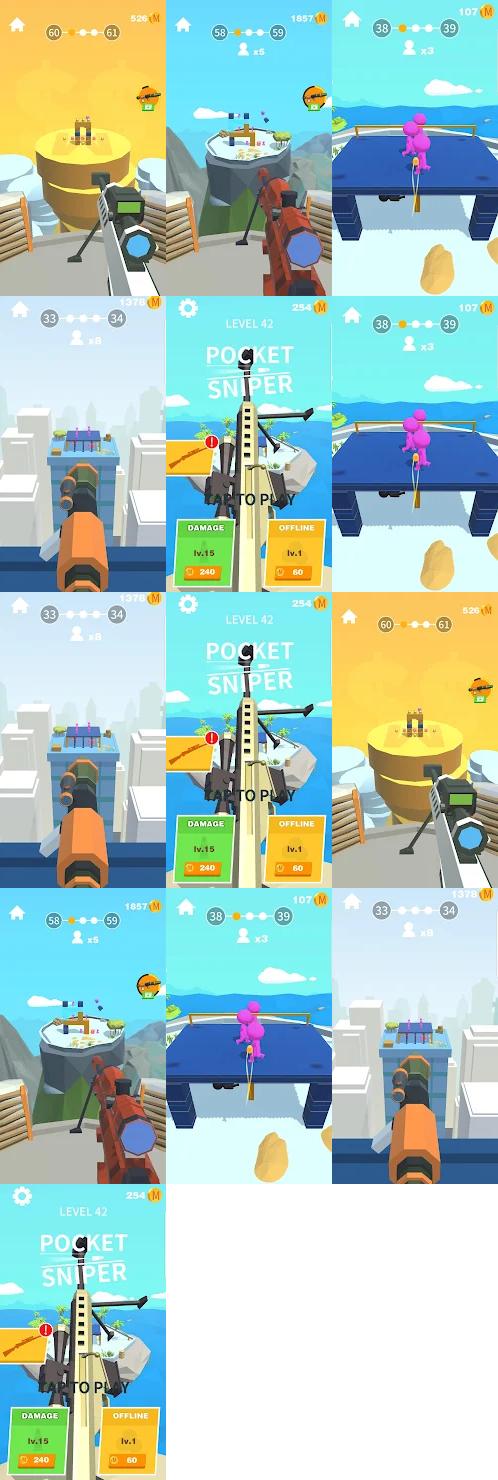 526 M
60 61
1857 M
58 59
x5
107 M
38 39
x3
1378 M
33 34
x8
254 M
LEVEL 42
POCKET
SNIPER
!
TAP TO PLAY
DAMAGE OFFLINE
lv.15 lv.1
240 60
107 M
38 39
x3
1378 M
33 34
x8
254 M
LEVEL 42
POCKET
SNIPER
!
TAP TO PLAY
DAMAGE OFFLINE
lv.15 lv.1
240 60
526 M
60 61
1857 M
58 59
x5
107 M
38 39
x3
1378 M
33 34
x8
254 M
LEVEL 42
POCKET
SNIPER
!
TAP TO PLAY
DAMAGE OFFLINE
lv.15 lv.1
240 60